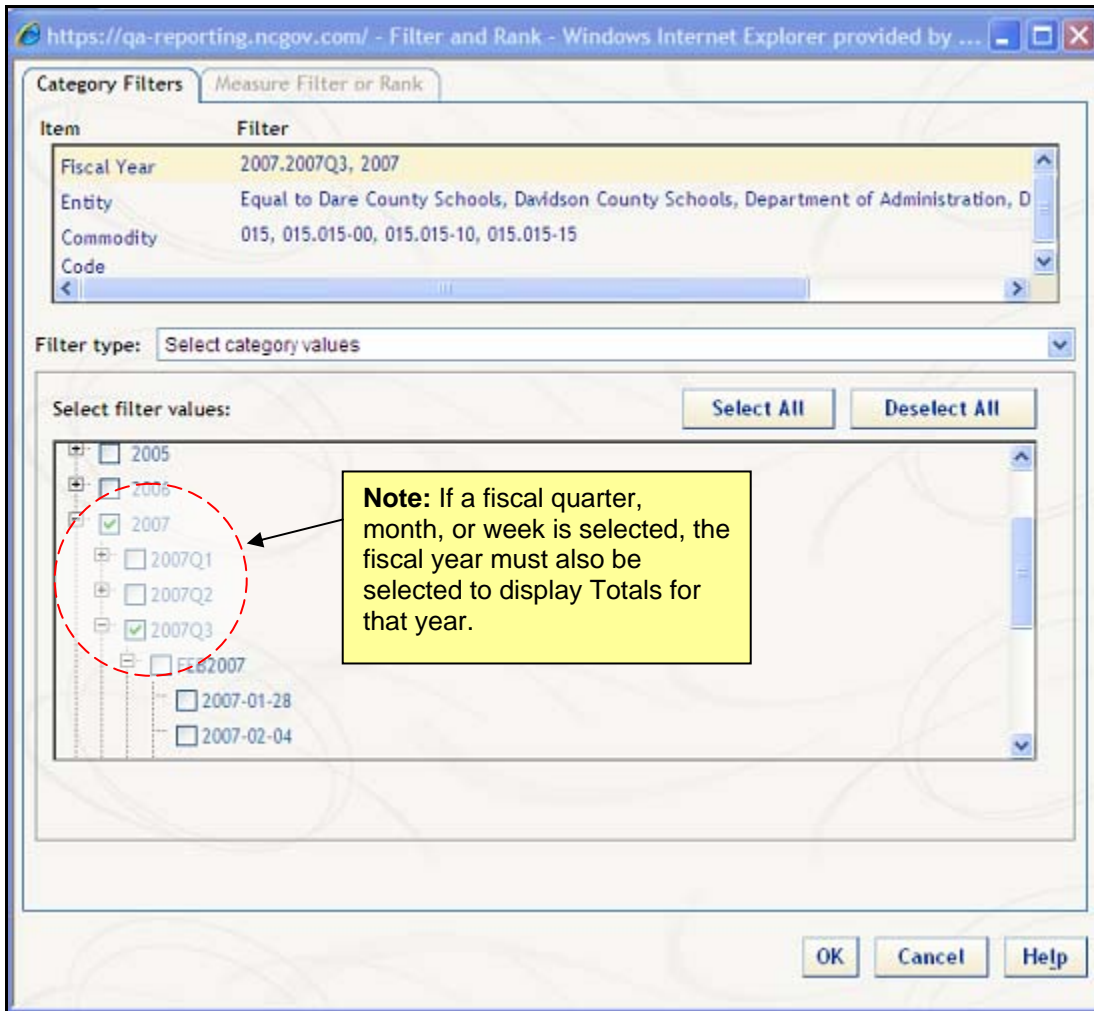 https://qa-reporting.ncgov.com/ - Filter and Rank - Windows Internet Explorer provided by ...
Category Filters
Measure Filter or Rank
Item Filter
Fiscal Year 2007.2007Q3, 2007
Entity Equal to Dare County Schools, Davidson County Schools, Department of Administration, D
Commodity 015, 015.015-00, 015.015-10, 015.015-15
Code
Filter type: Select category values
Select filter values:
Select All
Deselect All
2005
2006
2007
2007Q1
2007Q2
2007Q3
FEB2007
2007-01-28
2007-02-04
Note: If a fiscal quarter,
month, or week is selected, the
fiscal year must also be
selected to display Totals for
that year.
OK
Cancel
Help